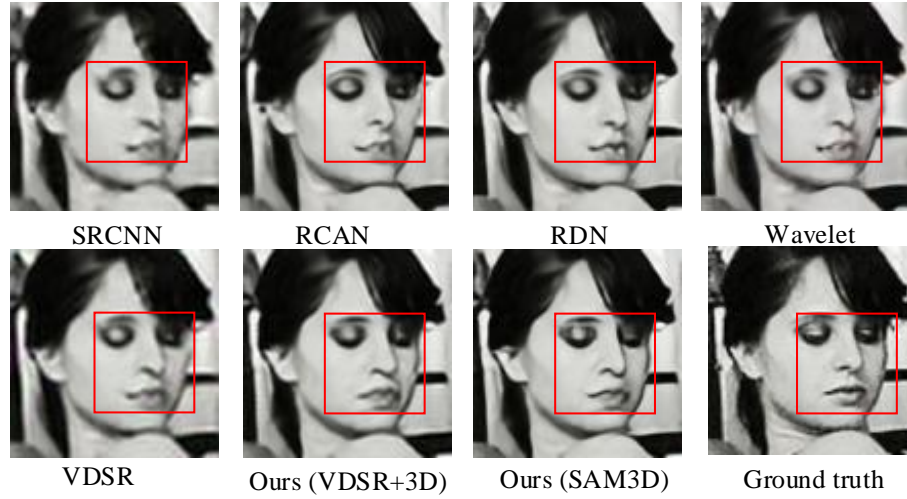 SRCNN
RCAN
RDN
Wavelet
VDSR
Ours (VDSR+3D)
Ours (SAM3D)
Ground truth